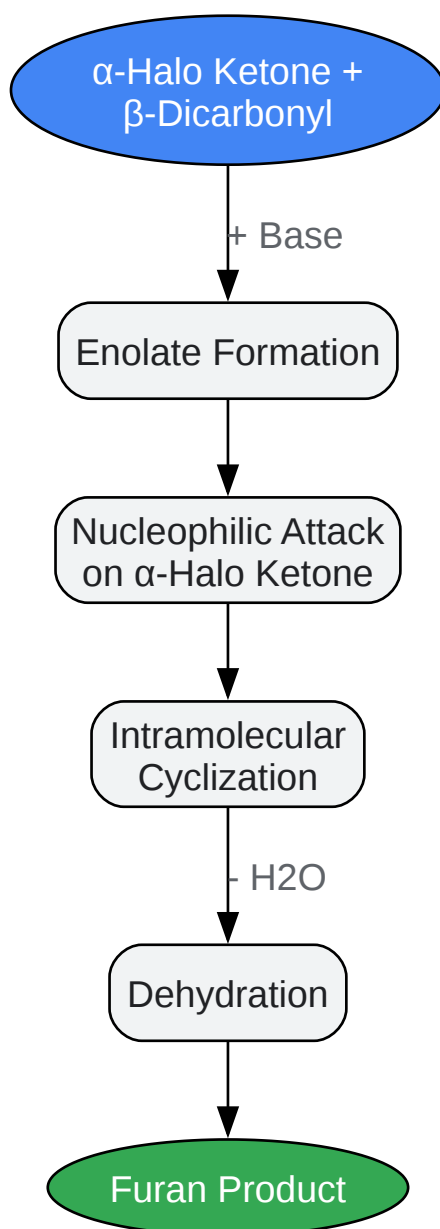 α-Halo Ketone +
β-Dicarbonyl
+ Base
Enolate Formation
Nucleophilic Attack
on α-Halo Ketone
Intramolecular
Cyclization
- H2O
Dehydration
Furan Product